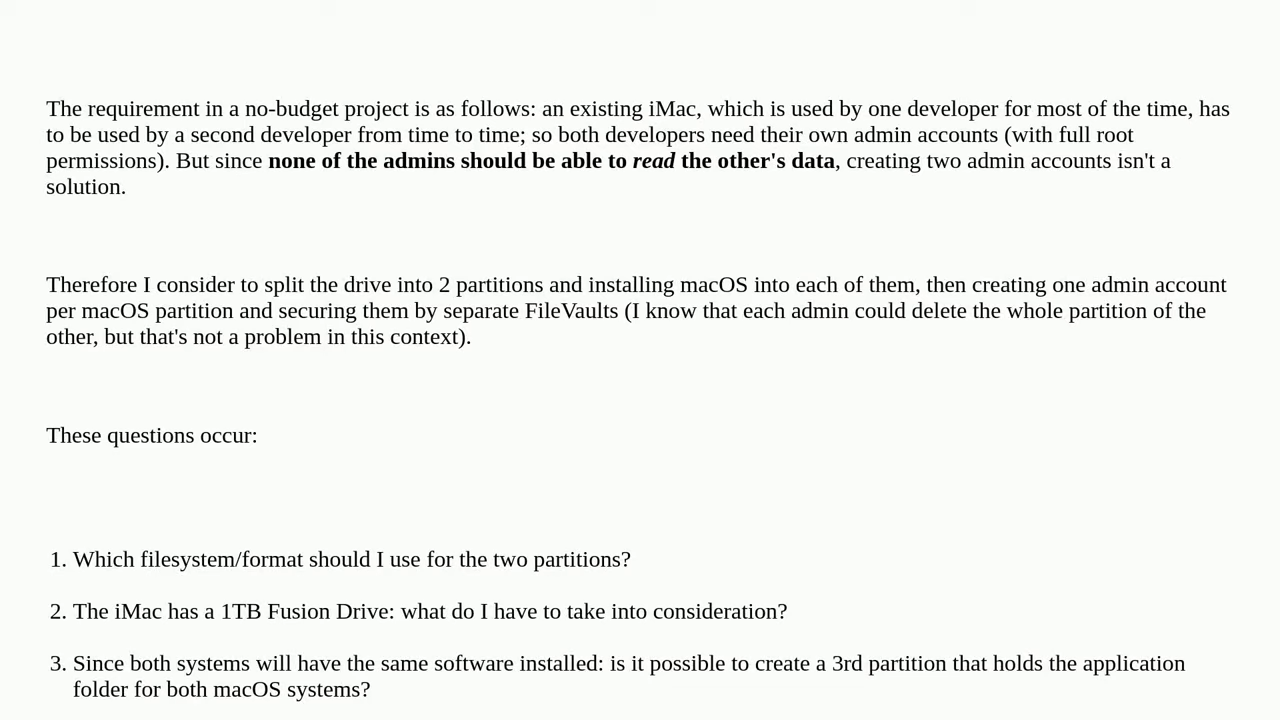 The requirement in a no-budget project is as follows: an existing iMac, which is used by one developer for most of the time, has
to be used by a second developer from time to time; so both developers need their own admin accounts (with full root
permissions). But since none of the admins should be able to read the other's data, creating two admin accounts isn't a
solution.
Therefore I consider to split the drive into 2 partitions and installing macOS into each of them, then creating one admin account
per macOS partition and securing them by separate FileVaults (I know that each admin could delete the whole partition of the
other, but that's not a problem in this context).
These questions occur:
1. Which filesystem/format should I use for the two partitions?
2. The iMac has a 1TB Fusion Drive: what do I have to take into consideration?
3. Since both systems will have the same software installed: is it possible to create a 3rd partition that holds the application
folder for both macOS systems?